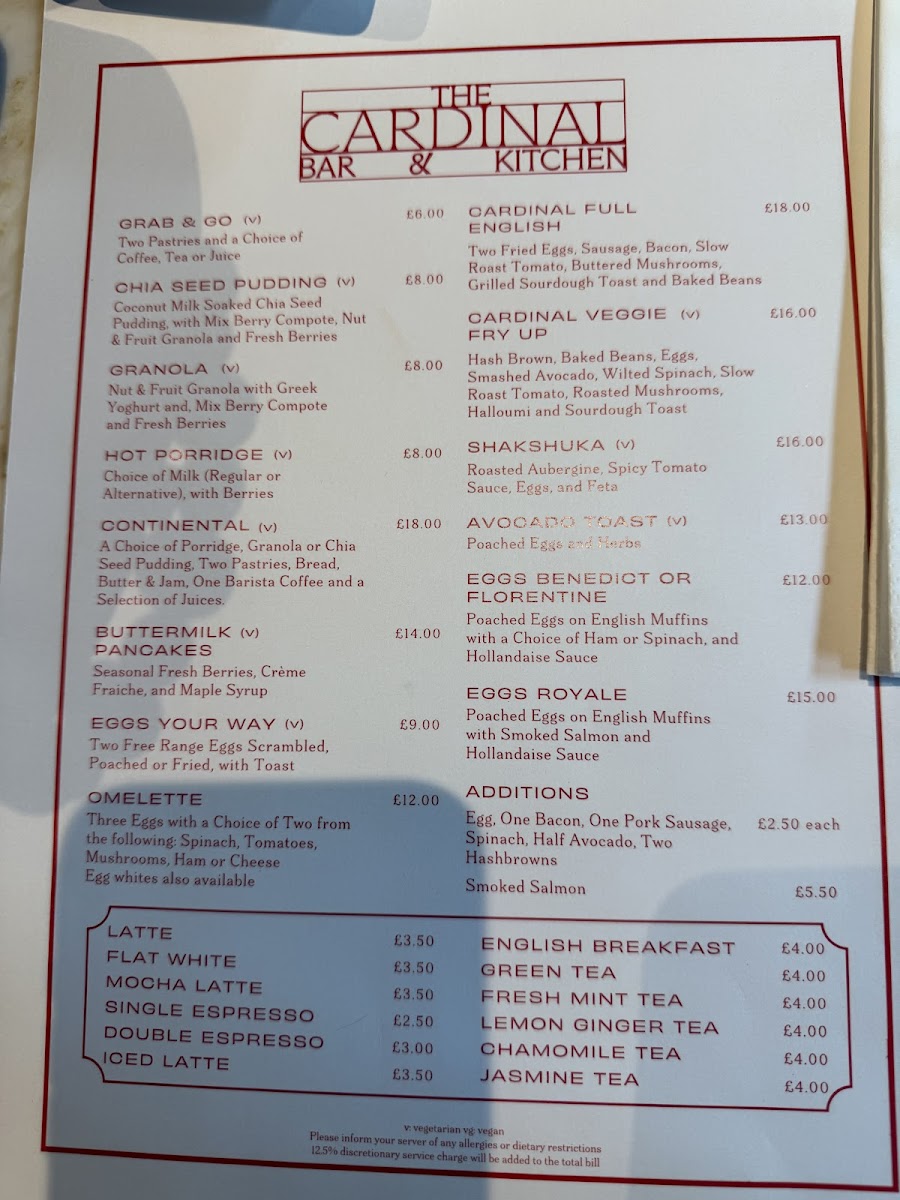 THE
CARDINAL
BAR & KITCHEN
GRAB & GO (V) £6.00
Two Pastries and a Choice of
Coffee, Tea or Juice
CHIA SEED PUDDING (V) £8.00
Coconut Milk Soaked Chia Seed
Pudding, with Mix Berry Compote, Nut
& Fruit Granola and Fresh Berries
GRANOLA (V) £8.00
Nut & Fruit Granola with Greek
Yoghurt and, Mix Berry Compote
and Fresh Berries
HOT PORRIDGE (V) £8.00
Choice of Milk (Regular or
Alternative), with Berries
CONTINENTAL (V) £18.00
A Choice of Porridge, Granola or Chia
Seed Pudding, Two Pastries, Bread,
Butter & Jam, One Barista Coffee and a
Selection of Juices.
BUTTERMILK (V) £14.00
PANCAKES
Seasonal Fresh Berries, Crème
Fraiche, and Maple Syrup
EGGS YOUR WAY (V) £9.00
Two Free Range Eggs Scrambled,
Poached or Fried, with Toast
OMELETTE £12.00
Three Eggs with a Choice of Two from
the following: Spinach, Tomatoes,
Mushrooms, Ham or Cheese
Egg whites also available
CARDINAL FULL £18.00
ENGLISH
Two Fried Eggs, Sausage, Bacon, Slow
Roast Tomato, Buttered Mushrooms,
Grilled Sourdough Toast and Baked Beans
CARDINAL VEGGIE (V) £16.00
FRY UP
Hash Brown, Baked Beans, Eggs,
Smashed Avocado, Wilted Spinach, Slow
Roast Tomato, Roasted Mushrooms,
Halloumi and Sourdough Toast
SHAKSHUKA (V) £16.00
Roasted Aubergine, Spicy Tomato
Sauce, Eggs, and Feta
AVOCADO TOAST (V) £13.00
Poached Eggs and Herbs
EGGS BENEDICT OR £12.00
FLORENTINE
Poached Eggs on English Muffins
with a Choice of Ham or Spinach, and
Hollandaise Sauce
EGGS ROYALE £15.00
Poached Eggs on English Muffins
with Smoked Salmon and
Hollandaise Sauce
ADDITIONS
Egg, One Bacon, One Pork Sausage, £2.50 each
Spinach, Half Avocado, Two
Hashbrowns
Smoked Salmon £5.50
LATTE £3.50
FLAT WHITE £3.50
MOCHA LATTE £3.50
SINGLE ESPRESSO £2.50
DOUBLE ESPRESSO £3.00
ICED LATTE £3.50
ENGLISH BREAKFAST £4.00
GREEN TEA £4.00
FRESH MINT TEA £4.00
LEMON GINGER TEA £4.00
CHAMOMILE TEA £4.00
JASMINE TEA £4.00
v: vegetarian vg: vegan
Please inform your server of any allergies or dietary restrictions
12.5% discretionary service charge will be added to the total bill